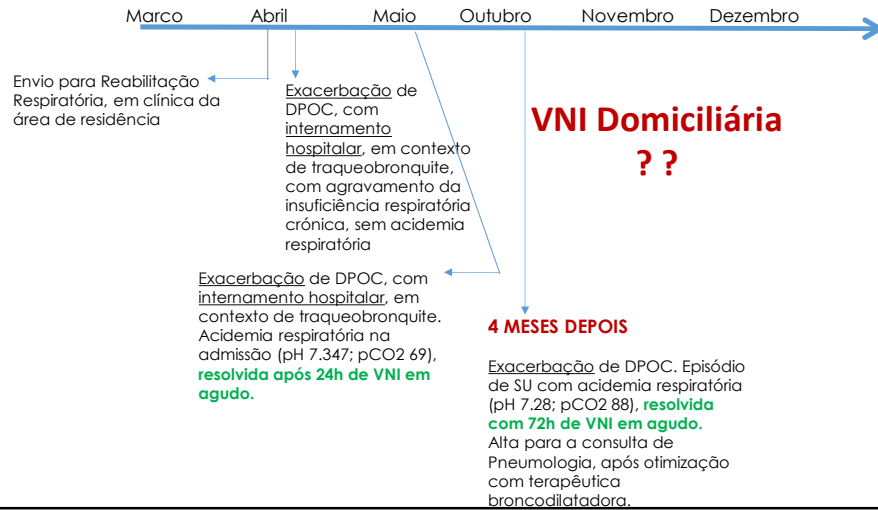 Marco Abril Maio Outubro Novembro Dezembro
Envio para Reabilitação
Respiratória, em clínica da
área de residência
Exacerbação de
DPOC, com
internamento
hospitalar, em contexto
de traqueobronquite,
com agravamento da
insuficiência respiratória
crónica, sem acidemia
respiratória
VNI Domiciliária
? ?
Exacerbação de DPOC, com
internamento hospitalar, em
contexto de traqueobronquite.
Acidemia respiratória na
admissão (pH 7.347; pCO2 69),
resolvida após 24h de VNI em
agudo.
4 MESES DEPOIS
Exacerbação de DPOC. Episódio
de SU com acidemia respiratória
(pH 7.28; pCO2 88), resolvida
com 72h de VNI em agudo.
Alta para a consulta de
Pneumologia, após otimização
com terapêutica
broncodilatadora.